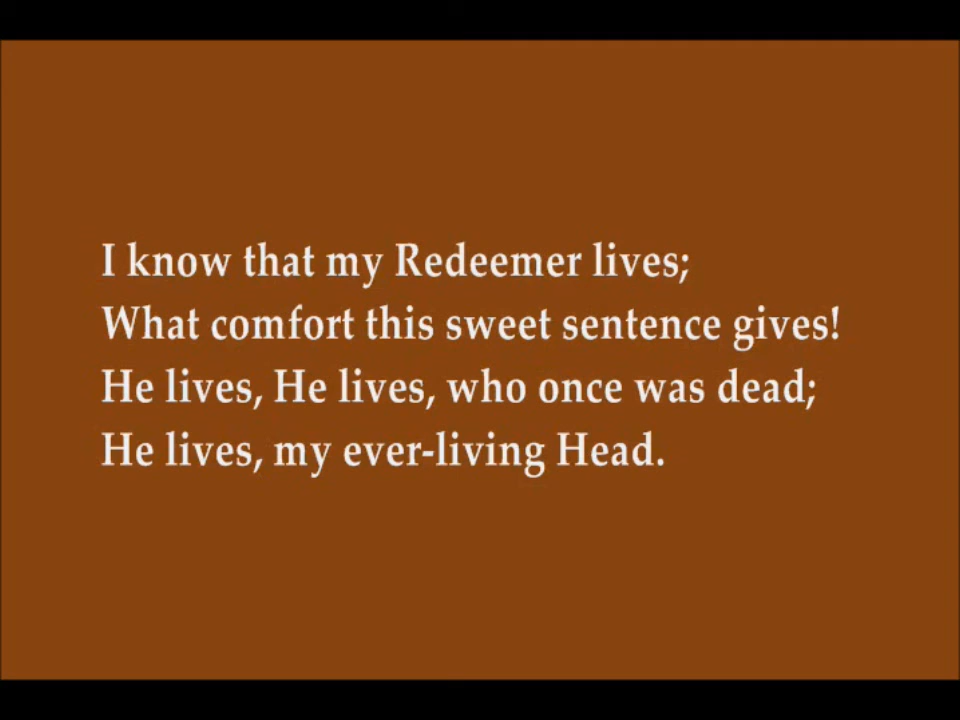 I know that my Redeemer lives;
What comfort this sweet sentence gives!
He lives, He lives, who once was dead;
He lives, my ever-living Head.